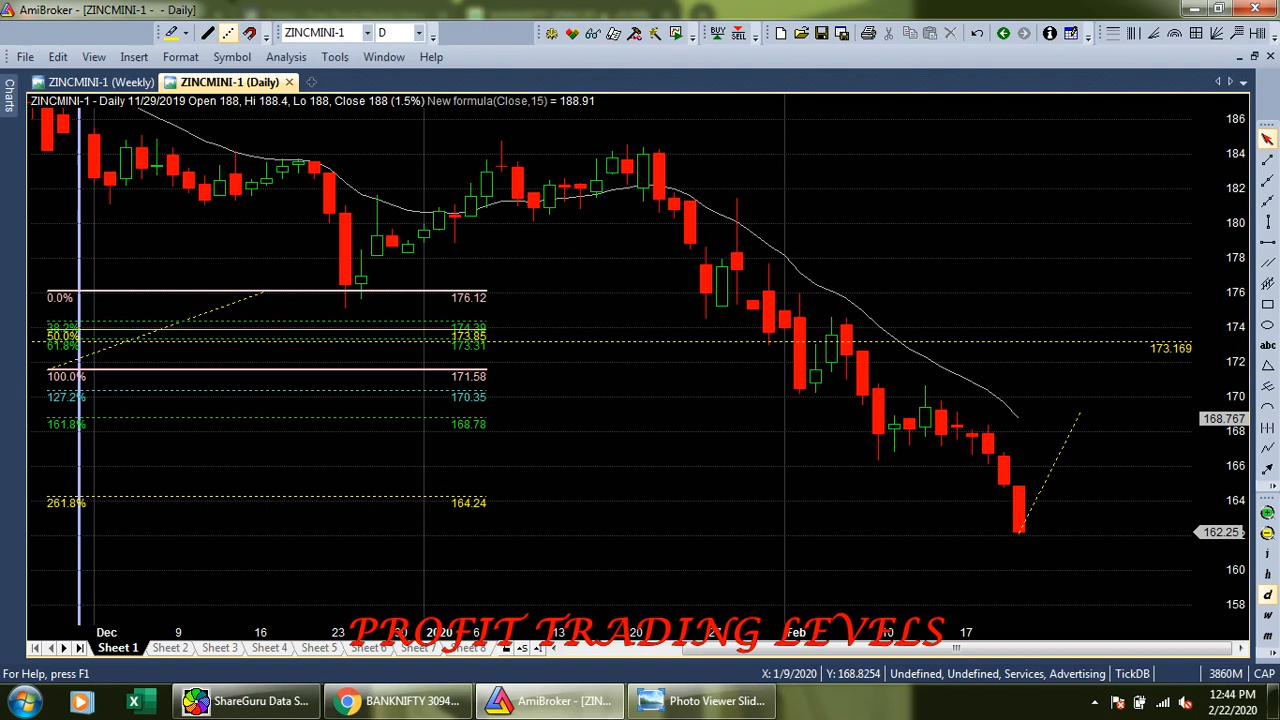 AmiBroker - [ZINCMINI-1 - - Daily]
ZINCMINI-1 D BUY SELL
File Edit View Insert Format Symbol Analysis Tools Window Help
ZINCMINI-1 (Weekly) ZINCMINI-1 (Daily)
Charts
ZINCMINI-1 - Daily 11/29/2019 Open 188, Hi 188.4, Lo 188, Close 188 (1.5%) New formula(Close,15) = 188.91
186
184
182
180
178
176
174
172
170
168
166
164
160
158
0.0% 176.12
38.2% 174.39
50.0% 173.85
61.8% 173.31
173.169
100.0% 171.58
127.2% 170.35
161.8% 168.78
168.767
261.8% 164.24
162.25
abc
i
h
d
w
m
Dec 9 16 23 30 2020 6 13 20 27 Feb 10 17
PROFIT TRADING LEVELS
Sheet 1 Sheet 2 Sheet 3 Sheet 4 Sheet 5 Sheet 6 Sheet 7 Sheet 8
For Help, press F1 X: 1/9/2020 Y: 168.8254 Undefined, Undefined, Services, Advertising TickDB 3860M CAP
ShareGuru Data S... BANKNIFTY 3094... AmiBroker - [ZIN... Photo Viewer Slid...
12:44 PM
2/22/2020